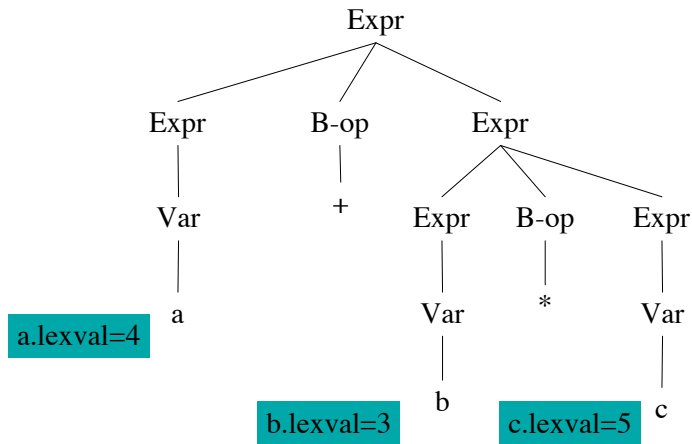 Expr
Expr B-op Expr
Var + Expr B-op Expr
a.lexval=4 a Var * Var
b.lexval=3 b c.lexval=5 c